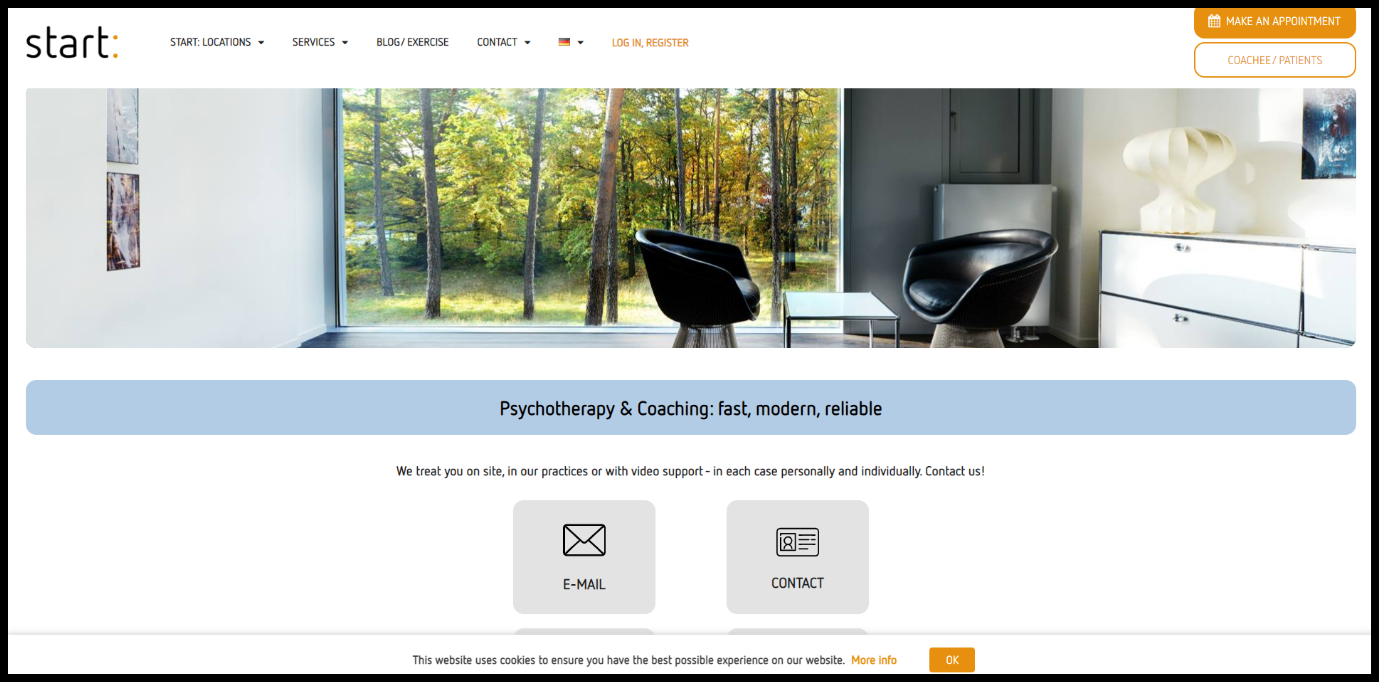 start:
START: LOCATIONS
SERVICES
BLOG/ EXERCISE
CONTACT
LOG IN, REGISTER
MAKE AN APPOINTMENT
COACHEE/ PATIENTS
Psychotherapy & Coaching: fast, modern, reliable
We treat you on site, in our practices or with video support - in each case personally and individually. Contact us!
E-MAIL
CONTACT
This website uses cookies to ensure you have the best possible experience on our website. More info
OK